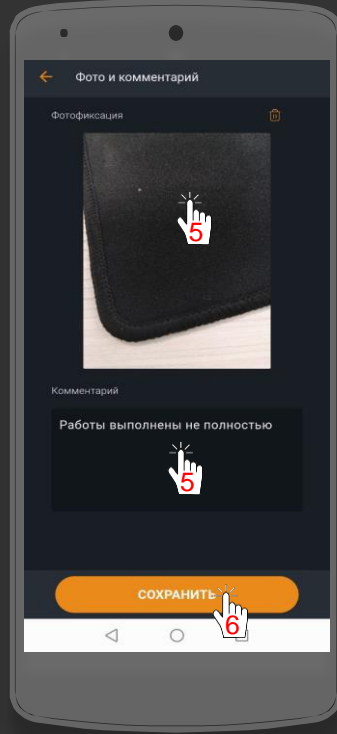 Фото и комментарий
Фотофиксация
5
Комментарий
Работы выполнены не полностью
5
СОХРАНИТЬ
6